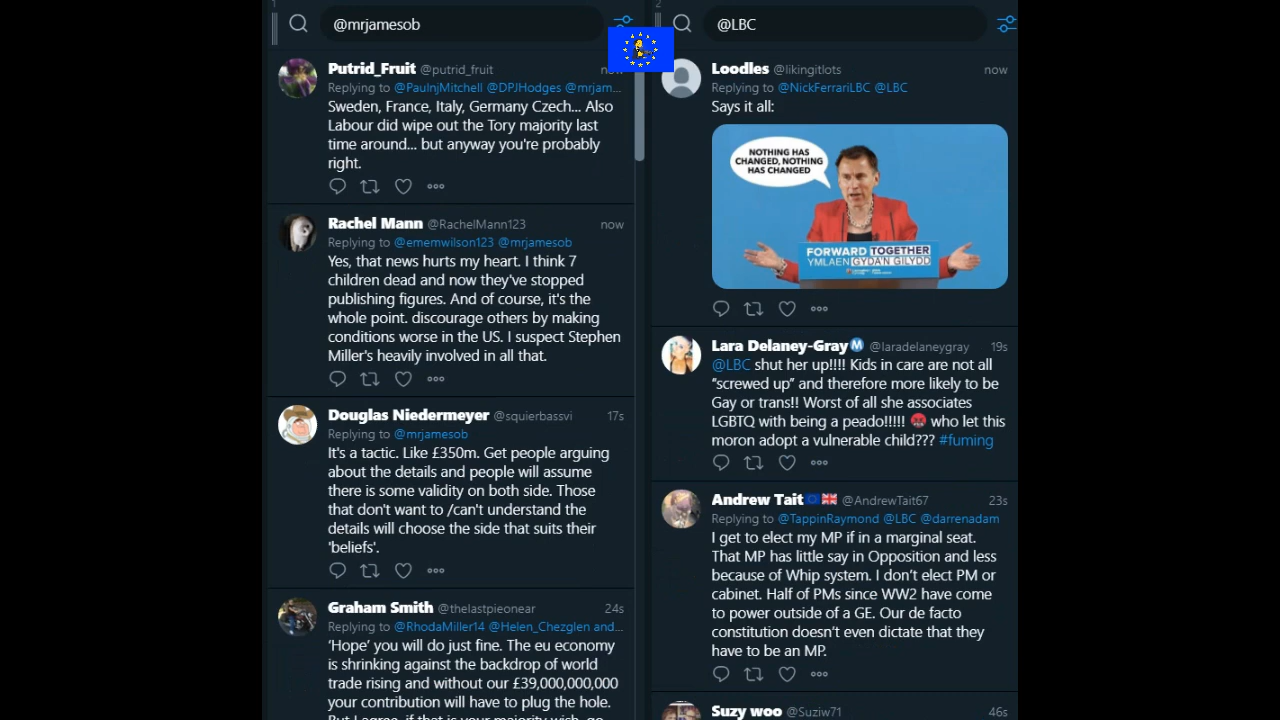 1
@mrjamesob
Putrid_Fruit @putrid_fruit now
Replying to @PaulnjMitchell @DPJHodges @mrjam...
Sweden, France, Italy, Germany Czech... Also
Labour did wipe out the Tory majority last
time around... but anyway you're probably
right.
Rachel Mann @RachelMann123 now
Replying to @ememwilson123 @mrjamesob
Yes, that news hurts my heart. I think 7
children dead and now they've stopped
publishing figures. And of course, it's the
whole point. discourage others by making
conditions worse in the US. I suspect Stephen
Miller's heavily involved in all that.
Douglas Niedermeyer @squierbassvi 17s
Replying to @mrjamesob
It's a tactic. Like £350m. Get people arguing
about the details and people will assume
there is some validity on both side. Those
that don't want to /can't understand the
details will choose the side that suits their
'beliefs'.
Graham Smith @thelastpieonear 24s
Replying to @RhodaMiller14 @Helen_Chezglen and...
'Hope' you will do just fine. The eu economy
is shrinking against the backdrop of world
trade rising and without our £39,000,000,000
your contribution will have to plug the hole.
But I agree, if that is your majority wish, go
2
@LBC
Loodles @likingitlots now
Replying to @NickFerrariLBC @LBC
Says it all:
NOTHING HAS
CHANGED, NOTHING
HAS CHANGED
FORWARD TOGETHER
YMLAEN GYDAN GILYDD
Lara Delaney-Gray Ⓜ @laradelaneygray 19s
@LBC shut her up!!!! Kids in care are not all
“screwed up” and therefore more likely to be
Gay or trans!! Worst of all she associates
LGBTQ with being a peado!!!!! 🤬 who let this
moron adopt a vulnerable child??? #fuming
Andrew Tait🇪🇺🇬🇧 @AndrewTait67 23s
Replying to @TappinRaymond @LBC @darrenadam
I get to elect my MP if in a marginal seat.
That MP has little say in Opposition and less
because of Whip system. I don’t elect PM or
cabinet. Half of PMs since WW2 have come
to power outside of a GE. Our de facto
constitution doesn’t even dictate that they
have to be an MP.
Suzy woo @Suziw71 46s